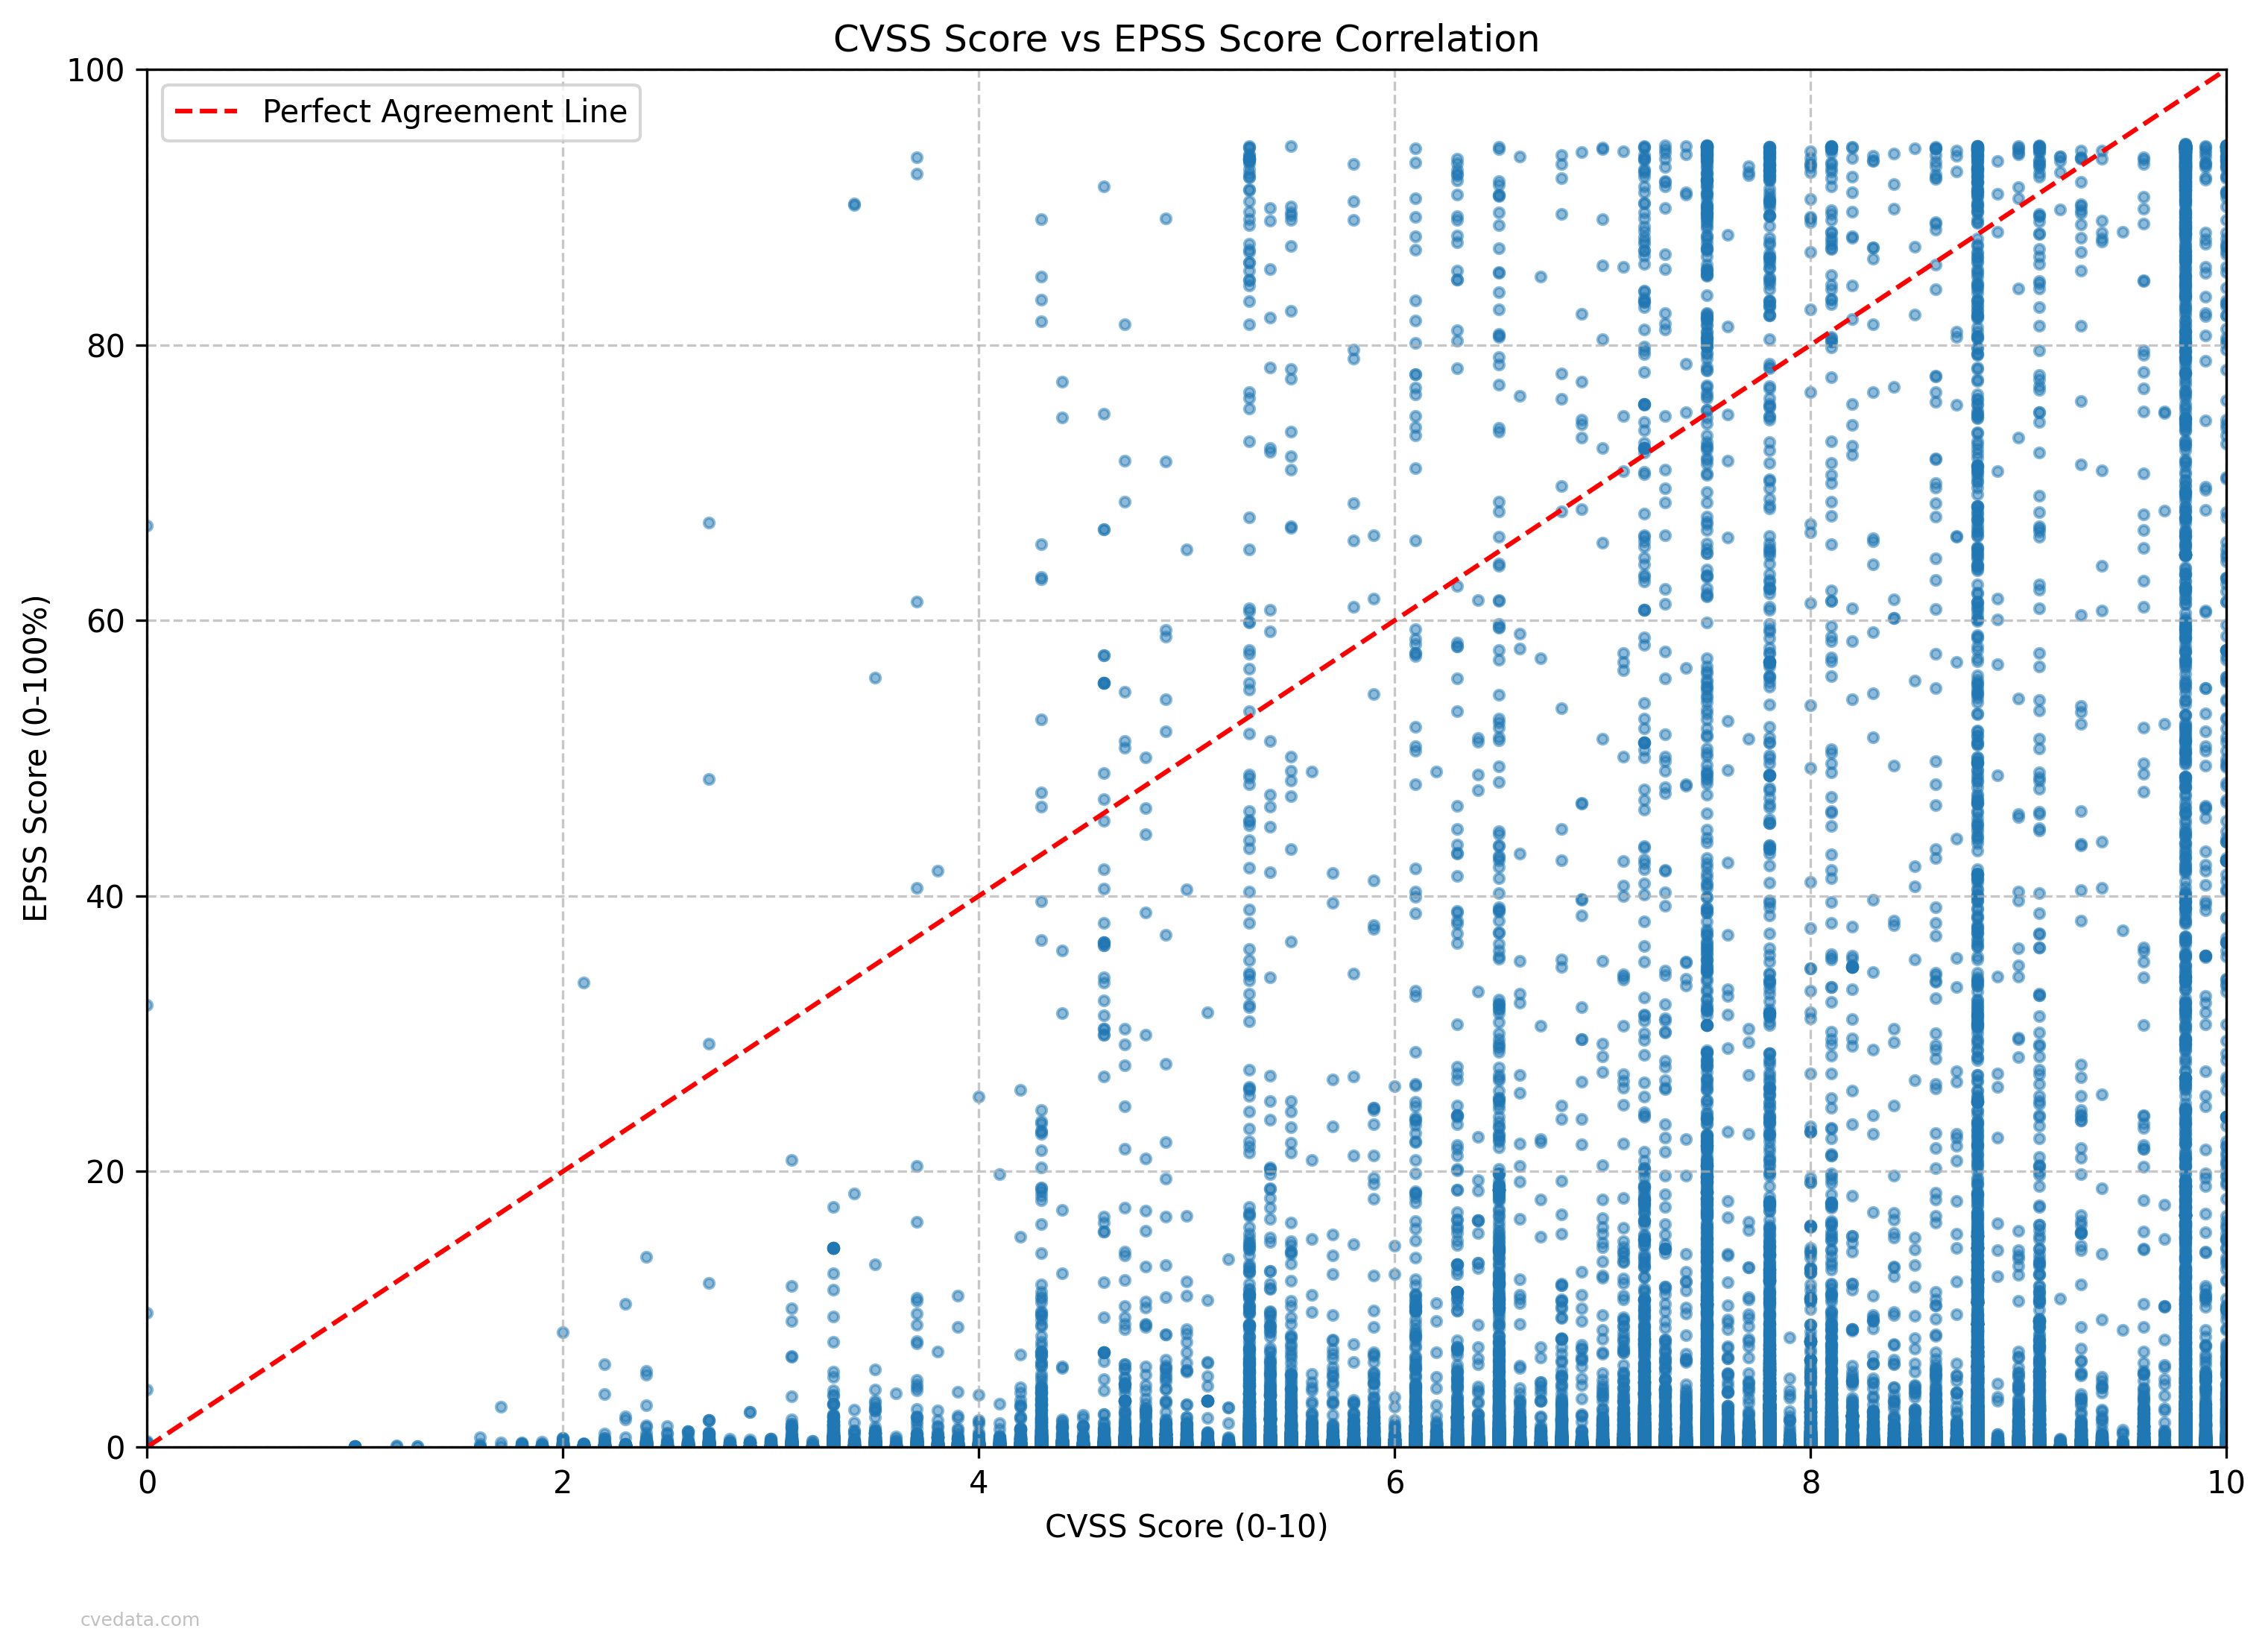 CVSS Score vs EPSS Score Correlation
Perfect Agreement Line
EPSS Score (0-100%)
100
80
60
40
20
0
0 2 4 6 8 10
CVSS Score (0-10)
cvedata.com